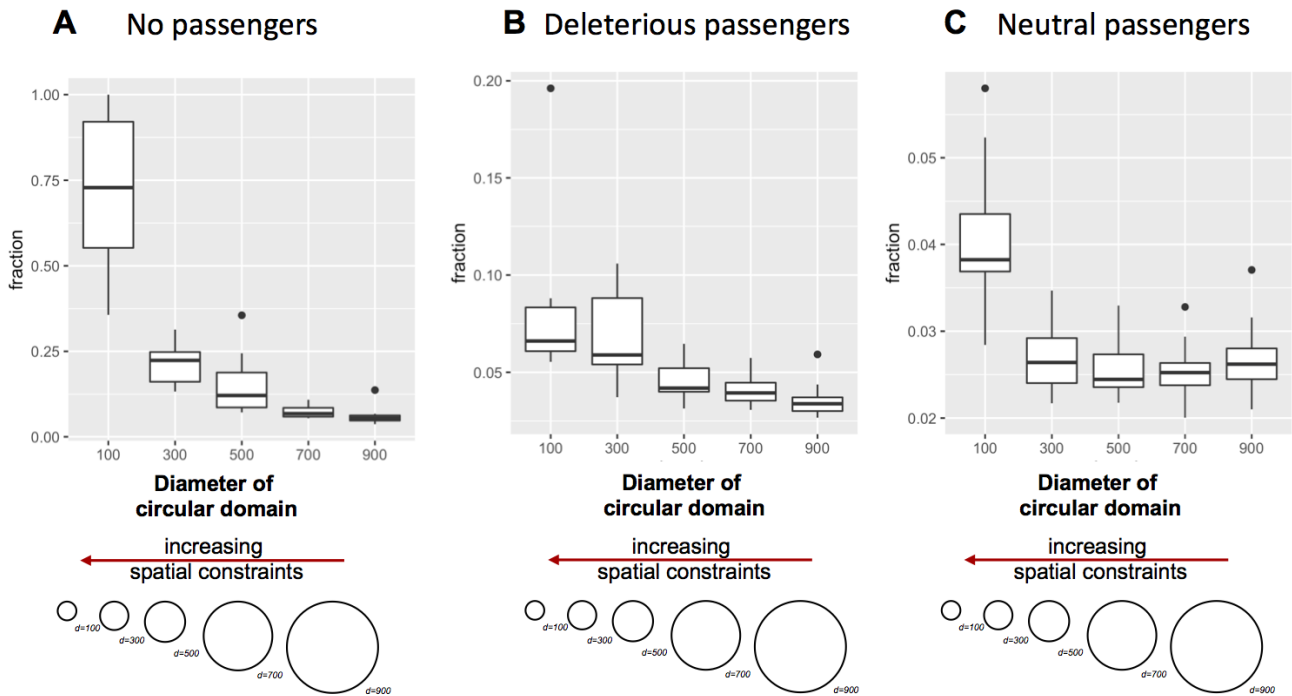 A No passengers
1.00
0.75
0.50
0.25
0.00
fraction
100 300 500 700 900
Diameter of
circular domain
increasing
spatial constraints
d=100
d=300
d=500
d=700
d=900
B Deleterious passengers
0.20
0.15
0.10
0.05
fraction
100 300 500 700 900
Diameter of
circular domain
increasing
spatial constraints
d=100
d=300
d=500
d=700
d=900
C Neutral passengers
0.05
0.04
0.03
0.02
fraction
100 300 500 700 900
Diameter of
circular domain
increasing
spatial constraints
d=100
d=300
d=500
d=700
d=900